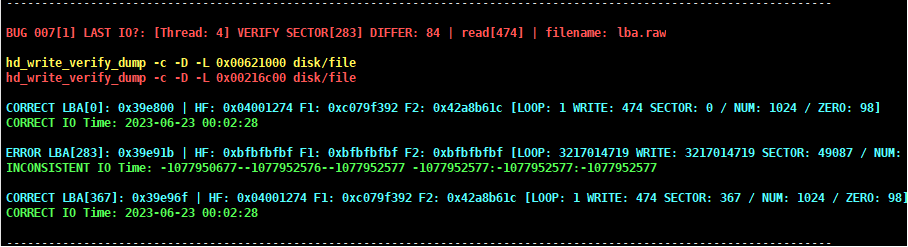 --------------------------------------------------------------------------------------------------------------------------
BUG 007[1] LAST IO?: [Thread: 4] VERIFY SECTOR[283] DIFFER: 84 | read[474] | filename: lba.raw
hd_write_verify_dump -c -D -L 0x00621000 disk/file
hd_write_verify_dump -c -D -L 0x00216c00 disk/file
CORRECT LBA[0]: 0x39e800 | HF: 0x04001274 F1: 0xc079f392 F2: 0x42a8b61c [LOOP: 1 WRITE: 474 SECTOR: 0 / NUM: 1024 / ZERO: 98]
CORRECT IO Time: 2023-06-23 00:02:28
ERROR LBA[283]: 0x39e91b | HF: 0xbfbfbfbf F1: 0xbfbfbfbf F2: 0xbfbfbfbf [LOOP: 3217014719 WRITE: 3217014719 SECTOR: 49087 / NUM:
INCONSISTENT IO Time: -1077950677--1077952576--1077952577 -1077952577:-1077952577:-1077952577
CORRECT LBA[367]: 0x39e96f | HF: 0x04001274 F1: 0xc079f392 F2: 0x42a8b61c [LOOP: 1 WRITE: 474 SECTOR: 367 / NUM: 1024 / ZERO: 98]
CORRECT IO Time: 2023-06-23 00:02:28
--------------------------------------------------------------------------------------------------------------------------